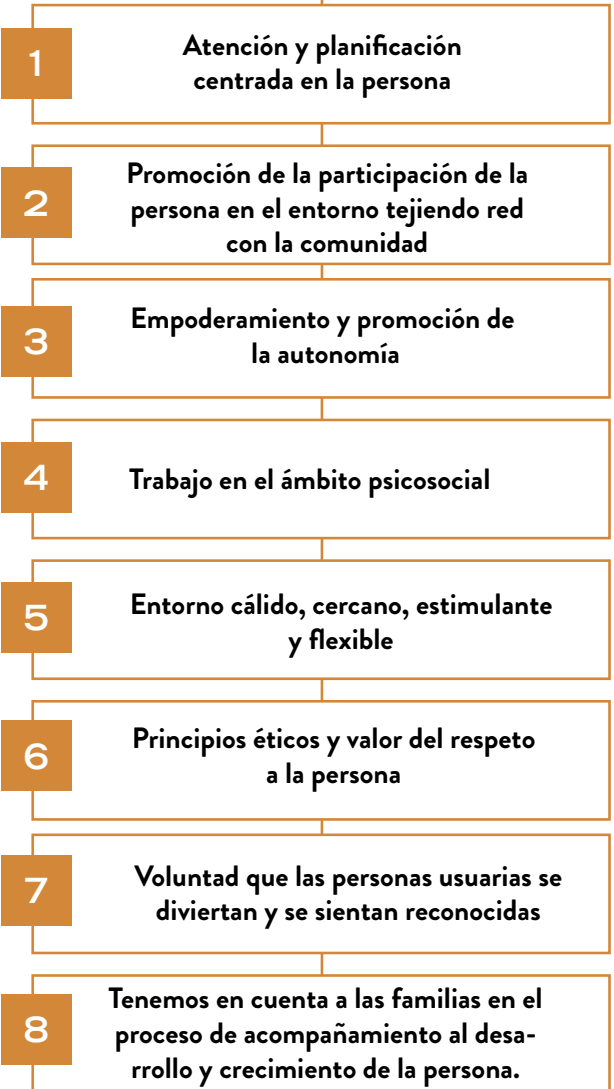 1
Atención y planificación
centrada en la persona
2
Promoción de la participación de la
persona en el entorno tejiendo red
con la comunidad
3
Empoderamiento y promoción de
la autonomía
4
Trabajo en el ámbito psicosocial
5
Entorno cálido, cercano, estimulante
y flexible
6
Principios éticos y valor del respeto
a la persona
7
Voluntad que las personas usuarias se
diviertan y se sientan reconocidas
8
Tenemos en cuenta a las familias en el
proceso de acompañamiento al desa-
rrollo y crecimiento de la persona.